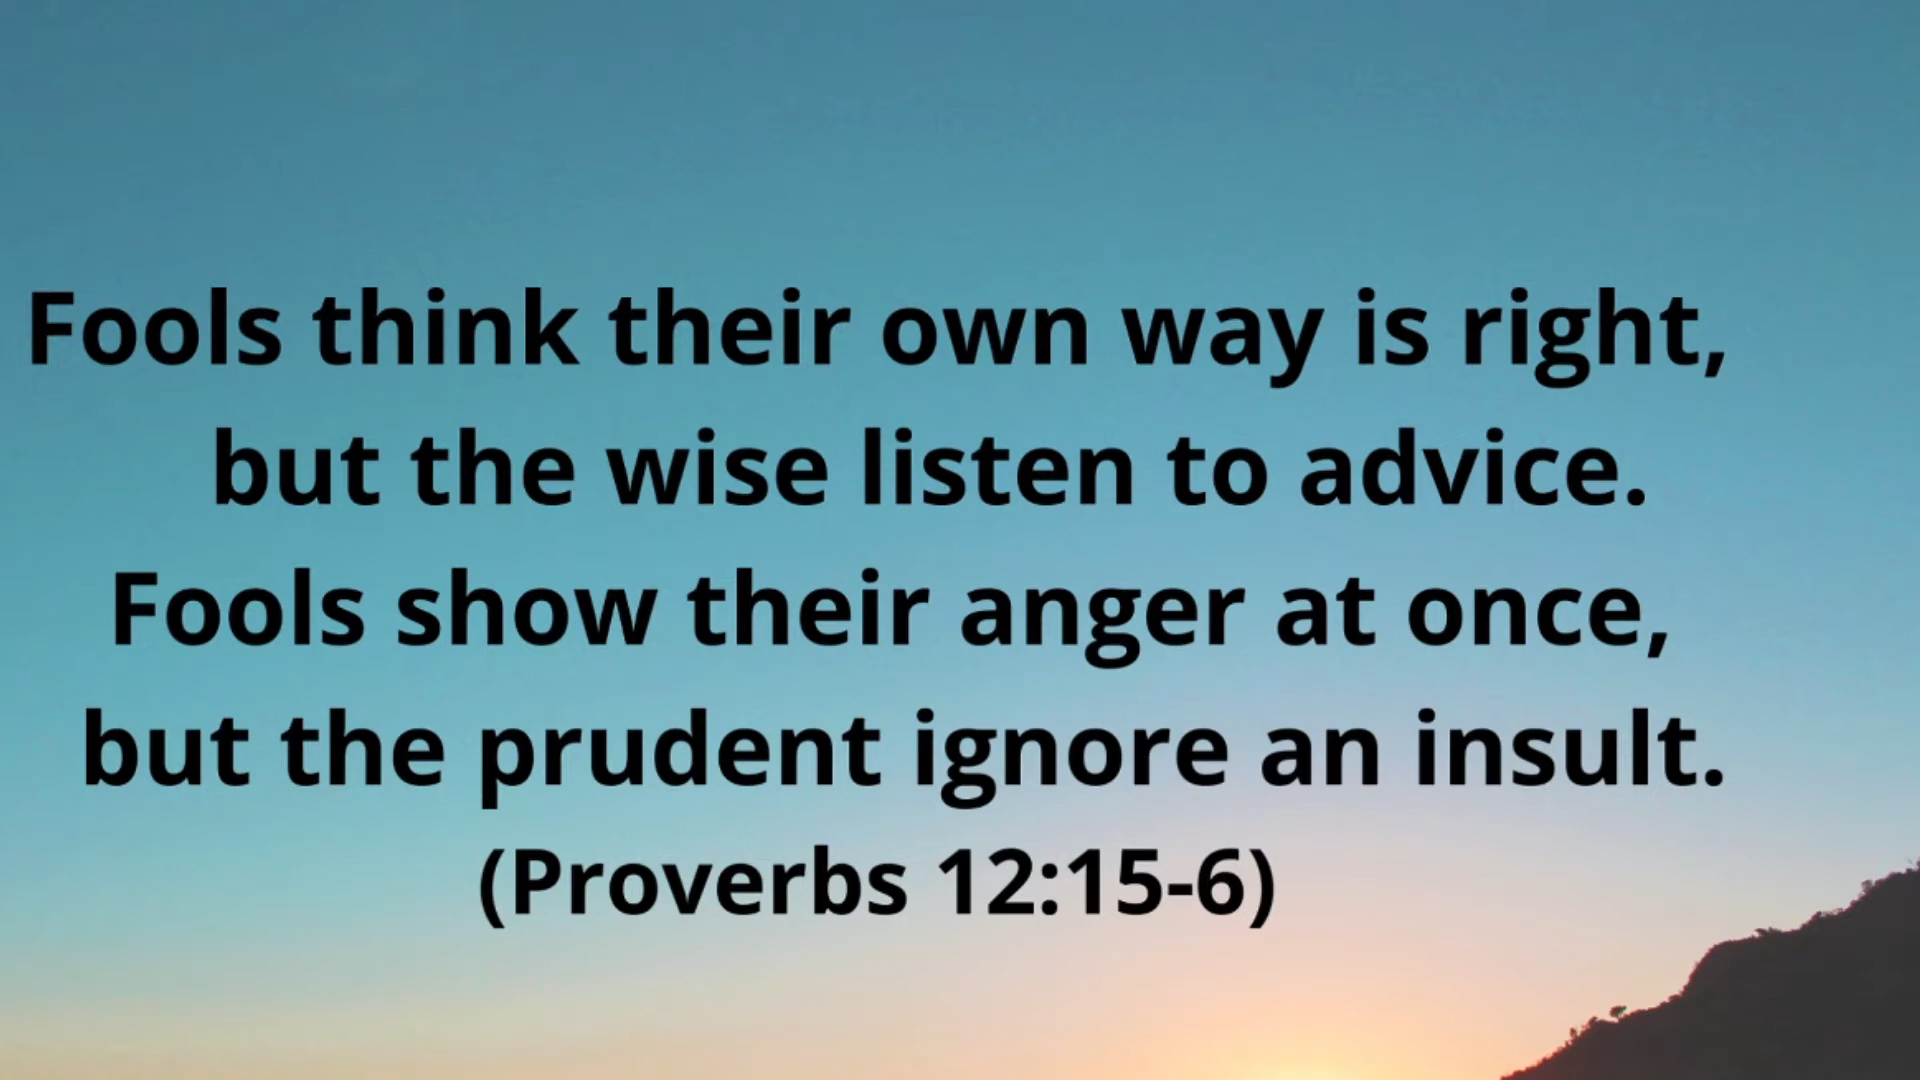 Fools think their own way is right,
but the wise listen to advice.
Fools show their anger at once,
but the prudent ignore an insult.
(Proverbs 12:15-6)